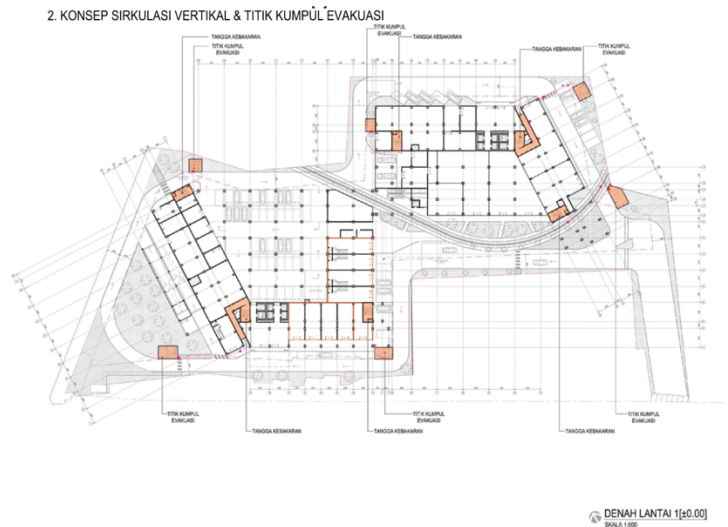 2. KONSEP SIRKULASI VERTIKAL & TITIK KUMPUL EVAKUASI
TANGGA KEBAKARAN
TITIK KUMPUL
EVAKUASI
TITIK KUMPUL
EVAKUASI
TANGGA KEBAKARAN
TANGGA KEBAKARAN
TITIK KUMPUL
EVAKUASI
TITIK KUMPUL
EVAKUASI
TANGGA KEBAKARAN
TANGGA KEBAKARAN
TITIK KUMPUL
EVAKUASI
TANGGA KEBAKARAN
TITIK KUMPUL
EVAKUASI
DENAH LANTAI 1[±0.00]
SKALA 1:600